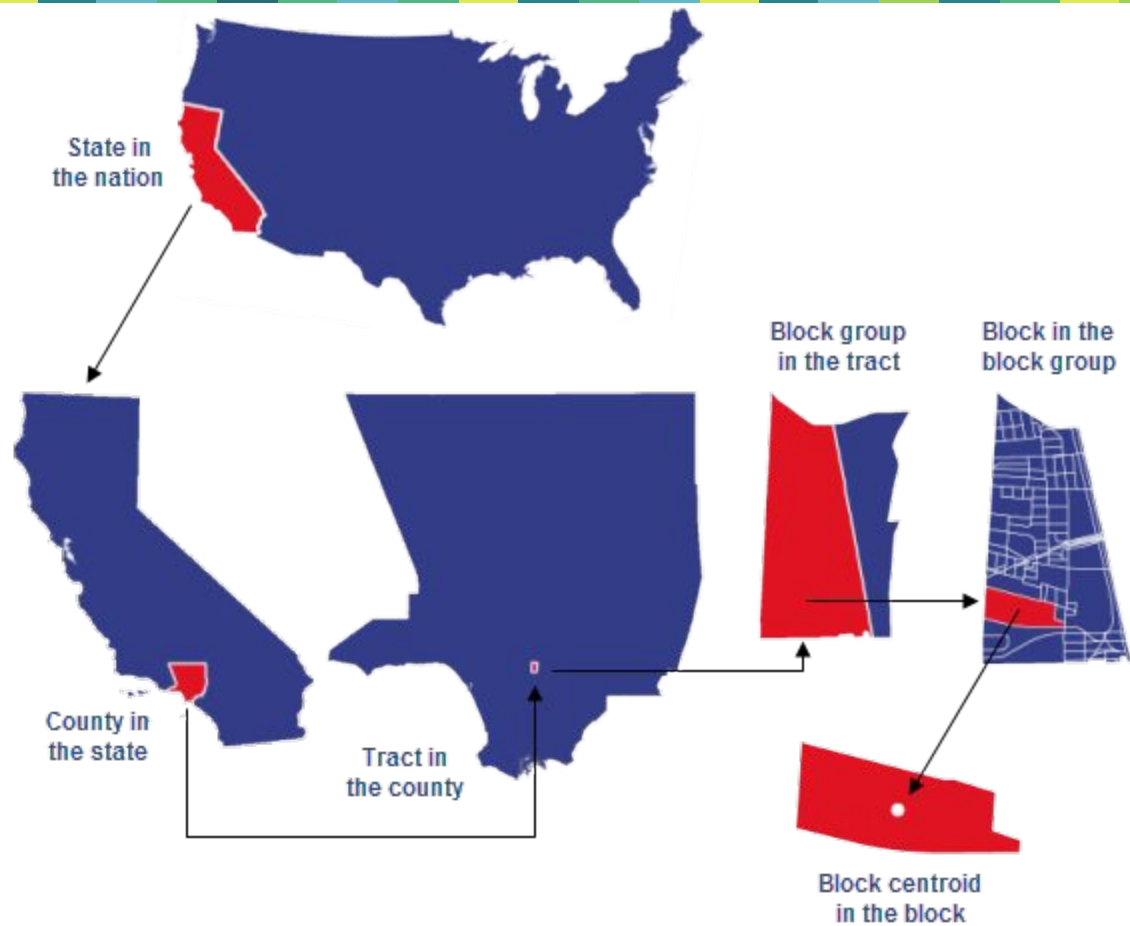 State in
the nation
Block group
in the tract
Block in the
block group
County in
the state
Tract in
the county
Block centroid
in the block